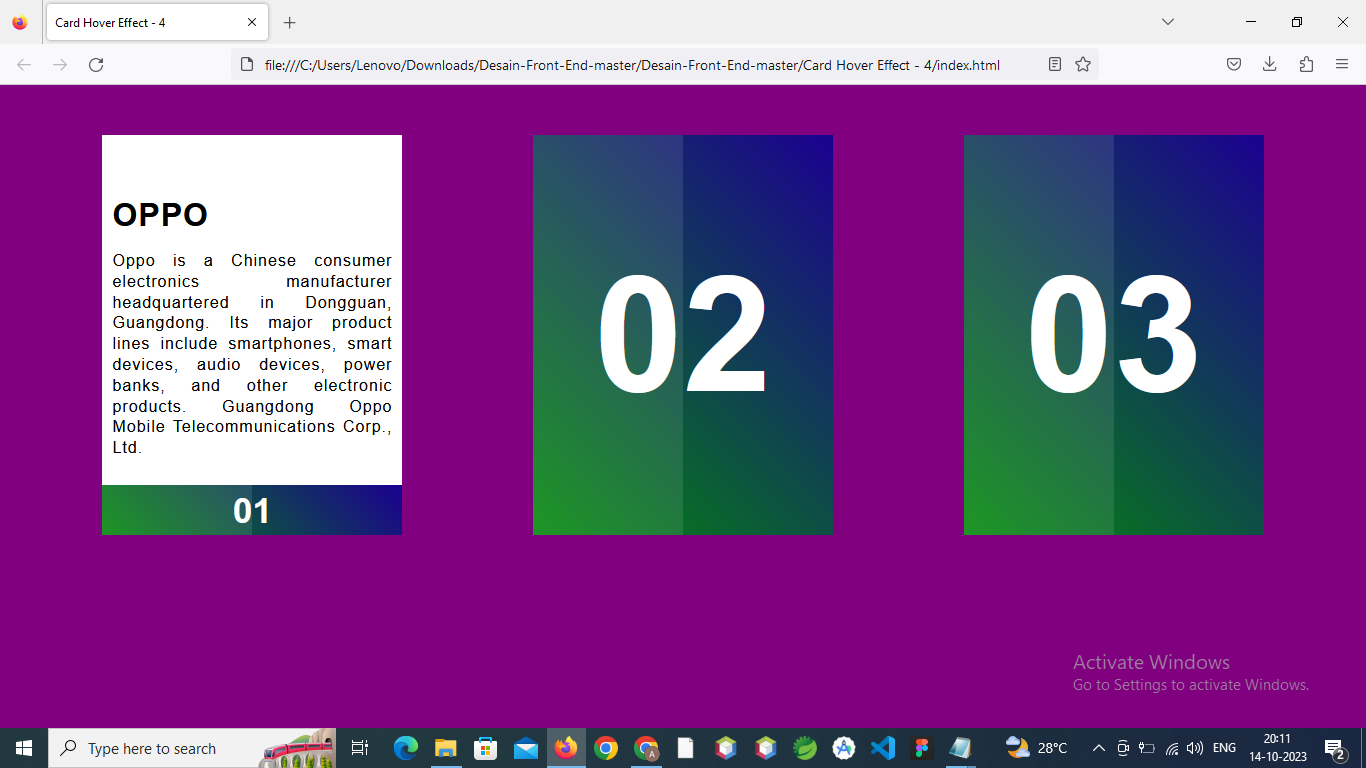 Card Hover Effect - 4
file:///C:/Users/Lenovo/Downloads/Desain-Front-End-master/Desain-Front-End-master/Card Hover Effect - 4/index.html
OPPO
Oppo is a Chinese consumer
electronics manufacturer
headquartered in Dongguan,
Guangdong. Its major product
lines include smartphones, smart
devices, audio devices, power
banks, and other electronic
products. Guangdong Oppo
Mobile Telecommunications Corp.,
Ltd.
01
02
03
Activate Windows
Go to Settings to activate Windows.
Type here to search
A
28°C
ENG
20:11
14-10-2023
2